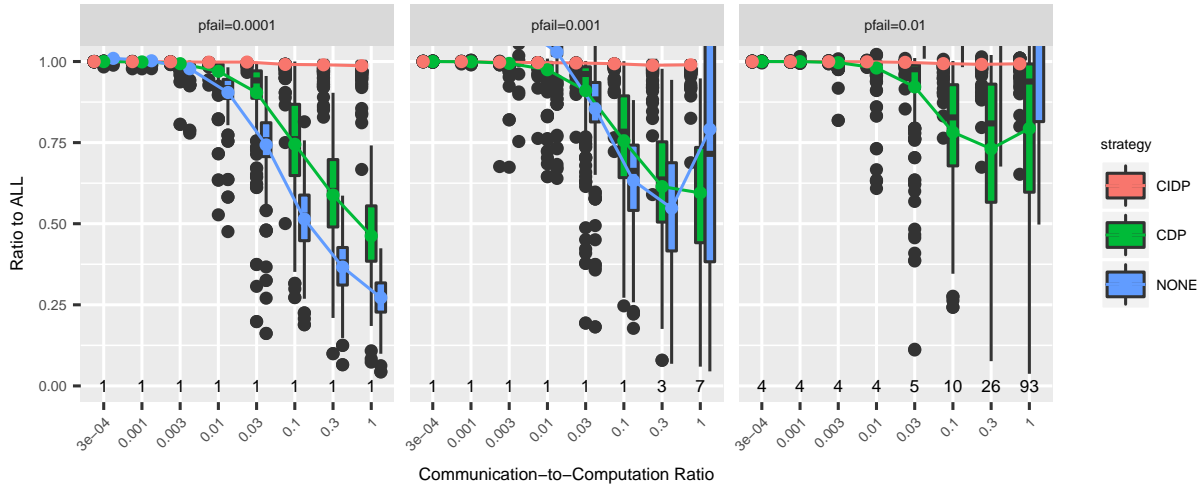 pfail=0.0001 pfail=0.001 pfail=0.01
Ratio to ALL
1.00
0.75
0.50
0.25
0.00
1 1 1 1 1 1 1 1
1 1 1 1 1 1 3 7
4 4 4 4 5 10 26 93
3e−04 0.001 0.003 0.01 0.03 0.1 0.3 1
3e−04 0.001 0.003 0.01 0.03 0.1 0.3 1
3e−04 0.001 0.003 0.01 0.03 0.1 0.3 1
Communication−to−Computation Ratio
strategy
CIDP
CDP
NONE